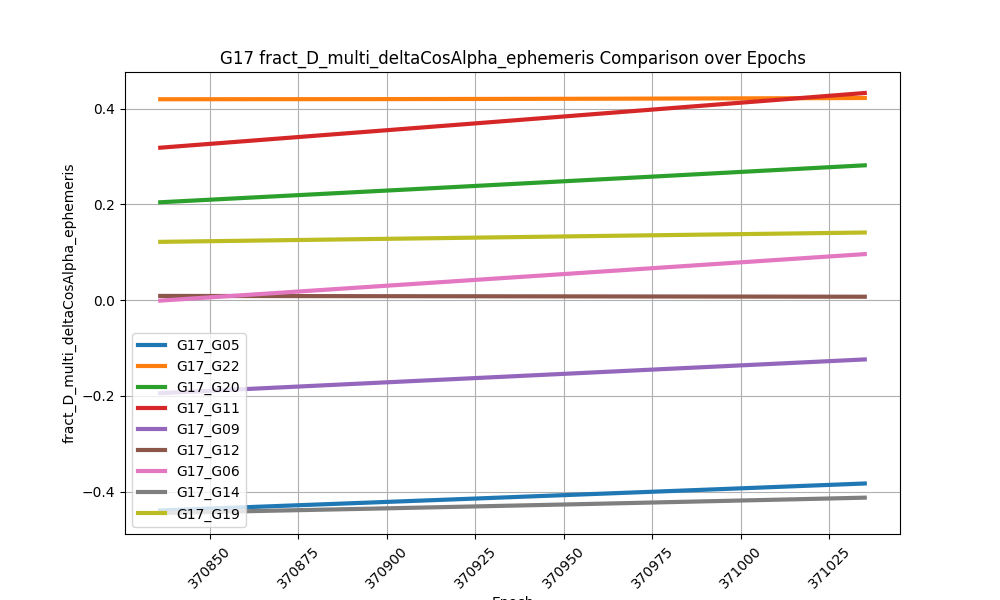 G17 fract_D_multi_deltaCosAlpha_ephemeris Comparison over Epochs
fract_D_multi_deltaCosAlpha_ephemeris
0.4
0.2
0.0
−0.2
−0.4
G17_G05
G17_G22
G17_G20
G17_G11
G17_G09
G17_G12
G17_G06
G17_G14
G17_G19
370850
370875
370900
370925
370950
370975
371000
371025
Epoch